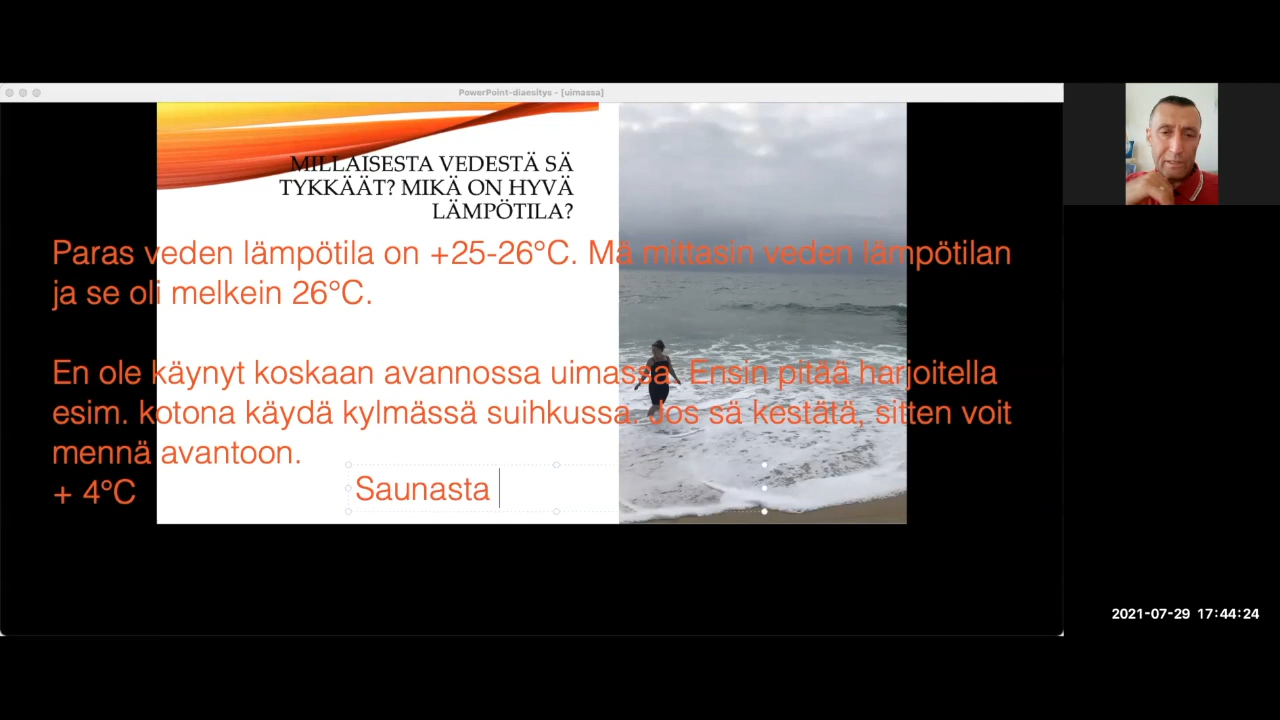 PowerPoint-diaesitys - [uimassa]
MILLAISESTA VEDESTÄ SÄ
TYKKÄÄT? MIKÄ ON HYVÄ
LÄMPÖTILA?
Paras veden lämpötila on +25-26°C. Mä mittasin veden lämpötilan
ja se oli melkein 26°C.
En ole käynyt koskaan avannossa uimassa. Ensin pitää harjoitella
esim. kotona käydä kylmässä suihkussa. Jos sä kestätä, sitten voit
mennä avantoon.
+ 4°C
Saunasta
2021-07-29 17:44:24